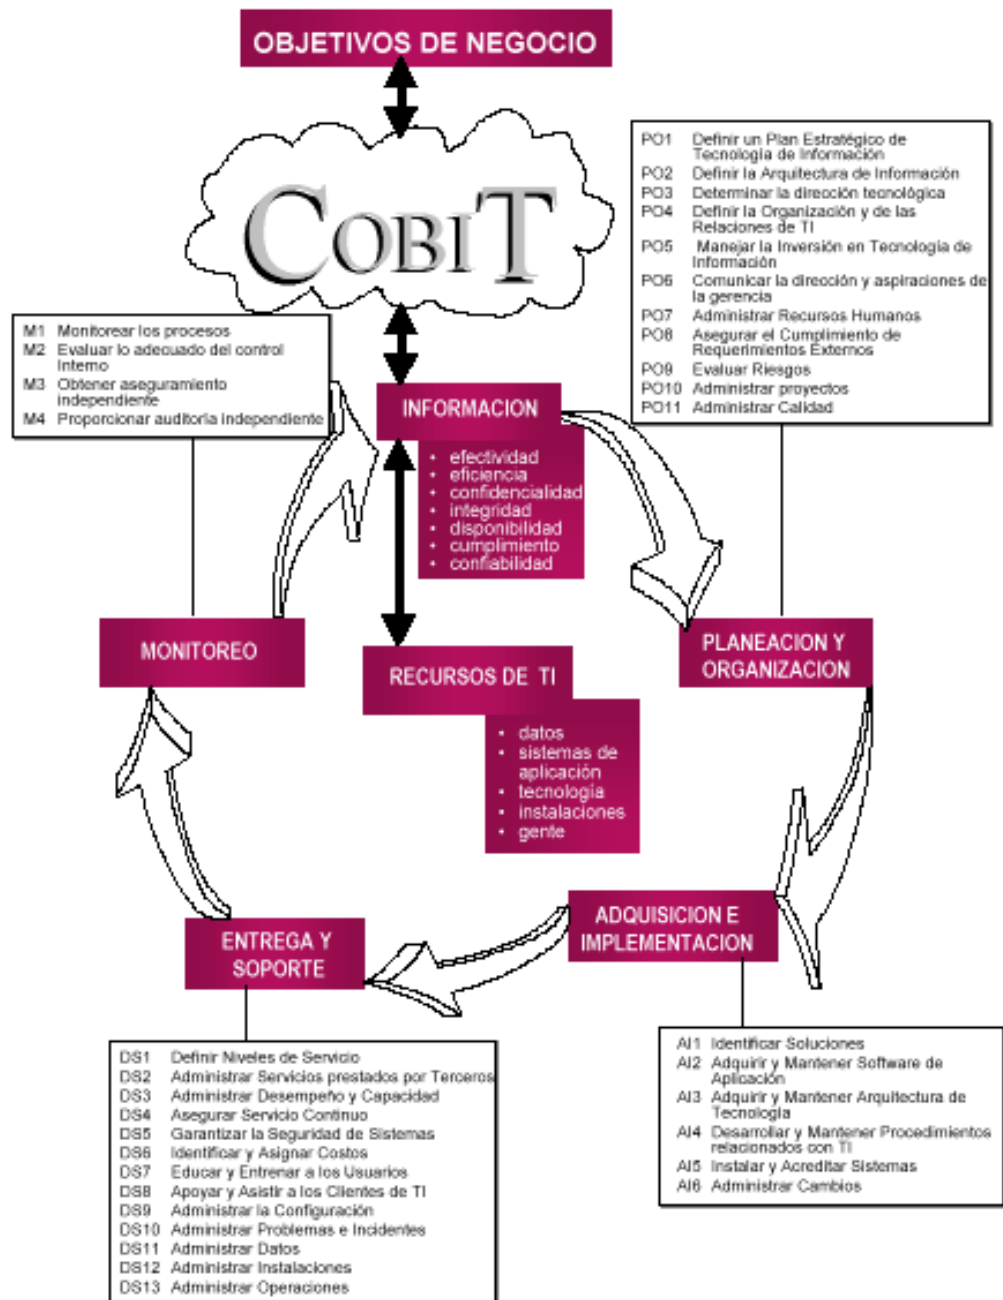 OBJETIVOS DE NEGOCIO
COBIT
PO1 Definir un Plan Estratégico de
Tecnología de Información
PO2 Definir la Arquitectura de Información
PO3 Determinar la dirección tecnológica
PO4 Definir la Organización y de las
Relaciones de TI
PO5 Manejar la Inversión en Tecnología de
Información
PO6 Comunicar la dirección y aspiraciones de
la gerencia
PO7 Administrar Recursos Humanos
PO8 Asegurar el Cumplimiento de
Requerimientos Externos
PO9 Evaluar Riesgos
PO10 Administrar proyectos
PO11 Administrar Calidad
M1 Monitorear los procesos
M2 Evaluar lo adecuado del control
Interno
M3 Obtener aseguramiento
independiente
M4 Proporcionar auditoría independiente
INFORMACION
• efectividad
• eficiencia
• confidencialidad
• integridad
• disponibilidad
• cumplimiento
• confiabilidad
MONITOREO
PLANEACION Y
ORGANIZACION
RECURSOS DE TI
• datos
• sistemas de
aplicación
• tecnología
• instalaciones
• gente
ADQUISICION E
IMPLEMENTACION
ENTREGA Y
SOPORTE
AI1 Identificar Soluciones
AI2 Adquirir y Mantener Software de
Aplicación
AI3 Adquirir y Mantener Arquitectura de
Tecnología
AI4 Desarrollar y Mantener Procedimientos
relacionados con TI
AI5 Instalar y Acreditar Sistemas
AI6 Administrar Cambios
DS1 Definir Niveles de Servicio
DS2 Administrar Servicios prestados por Terceros
DS3 Administrar Desempeño y Capacidad
DS4 Asegurar Servicio Continuo
DS5 Garantizar la Seguridad de Sistemas
DS6 Identificar y Asignar Costos
DS7 Educar y Entrenar a los Usuarios
DS8 Apoyar y Asistir a los Clientes de TI
DS9 Administrar la Configuración
DS10 Administrar Problemas e Incidentes
DS11 Administrar Datos
DS12 Administrar Instalaciones
DS13 Administrar Operaciones